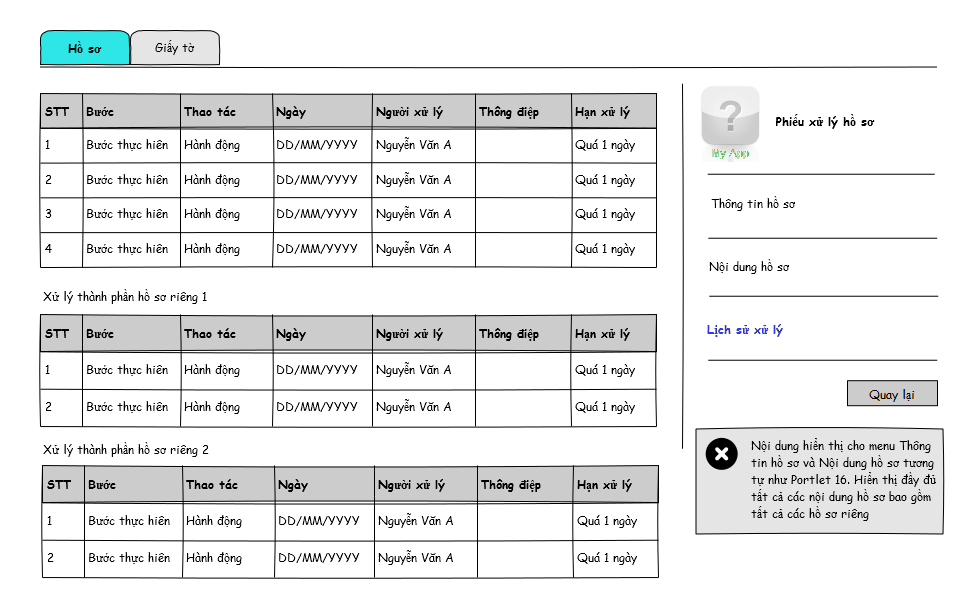 Hồ sơ Giấy tờ
STT Bước Thao tác Ngày Người xử lý Thông điệp Hạn xử lý
1 Bước thực hiên Hành động DD/MM/YYYY Nguyễn Văn A Quá 1 ngày
2 Bước thực hiên Hành động DD/MM/YYYY Nguyễn Văn A Quá 1 ngày
3 Bước thực hiên Hành động DD/MM/YYYY Nguyễn Văn A Quá 1 ngày
4 Bước thực hiên Hành động DD/MM/YYYY Nguyễn Văn A Quá 1 ngày
Xử lý thành phần hồ sơ riêng 1
STT Bước Thao tác Ngày Người xử lý Thông điệp Hạn xử lý
1 Bước thực hiên Hành động DD/MM/YYYY Nguyễn Văn A Quá 1 ngày
2 Bước thực hiên Hành động DD/MM/YYYY Nguyễn Văn A Quá 1 ngày
Xử lý thành phần hồ sơ riêng 2
STT Bước Thao tác Ngày Người xử lý Thông điệp Hạn xử lý
1 Bước thực hiên Hành động DD/MM/YYYY Nguyễn Văn A Quá 1 ngày
2 Bước thực hiên Hành động DD/MM/YYYY Nguyễn Văn A Quá 1 ngày
?
My App
Phiếu xử lý hồ sơ
Thông tin hồ sơ
Nội dung hồ sơ
Lịch sử xử lý
Quay lại
Nội dung hiển thị cho menu Thông
tin hồ sơ và Nội dung hồ sơ tương
tự như Portlet 16. Hiển thị đầy đủ
tất cả các nội dung hồ sơ bao gồm
tất cả các hồ sơ riêng